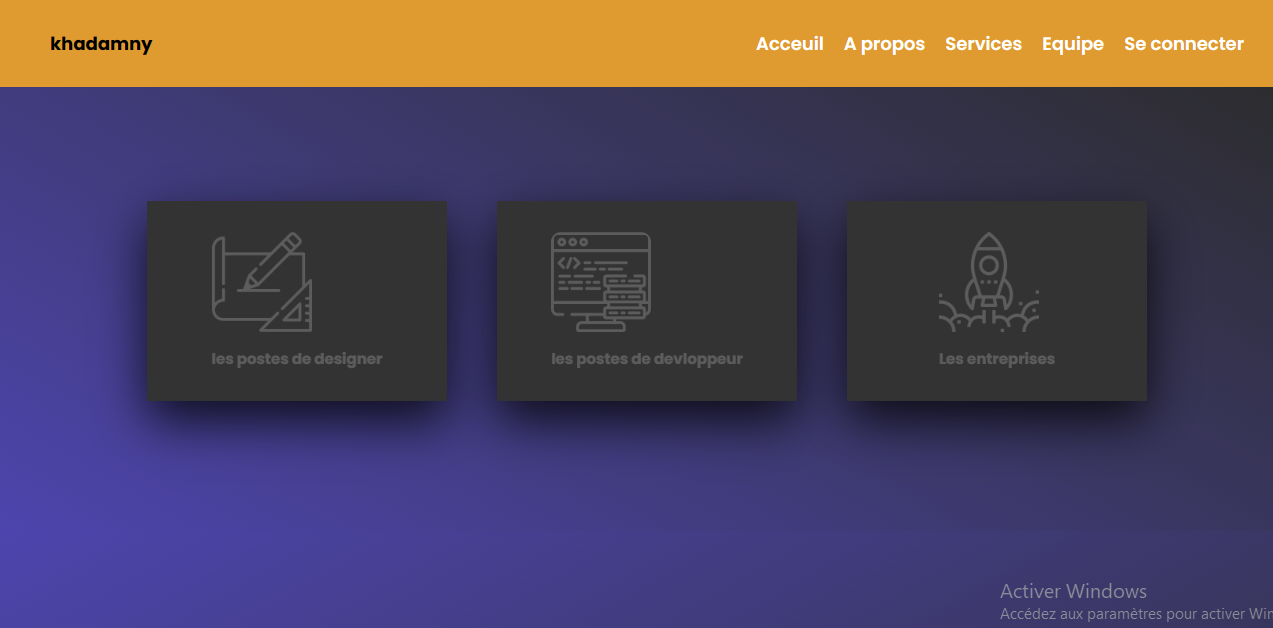 khadamny
Acceuil A propos Services Equipe Se connecter
les postes de designer
les postes de devloppeur
Les entreprises
Activer Windows
Accédez aux paramètres pour activer